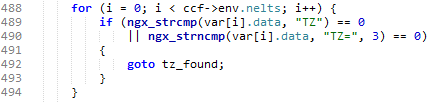 488 for (i = 0; i < ccf->env.nelts; i++) {
489 if (ngx_strcmp(var[i].data, "TZ") == 0
490 || ngx_strncmp(var[i].data, "TZ=", 3) == 0)
491 {
492 goto tz_found;
493 }
494 }